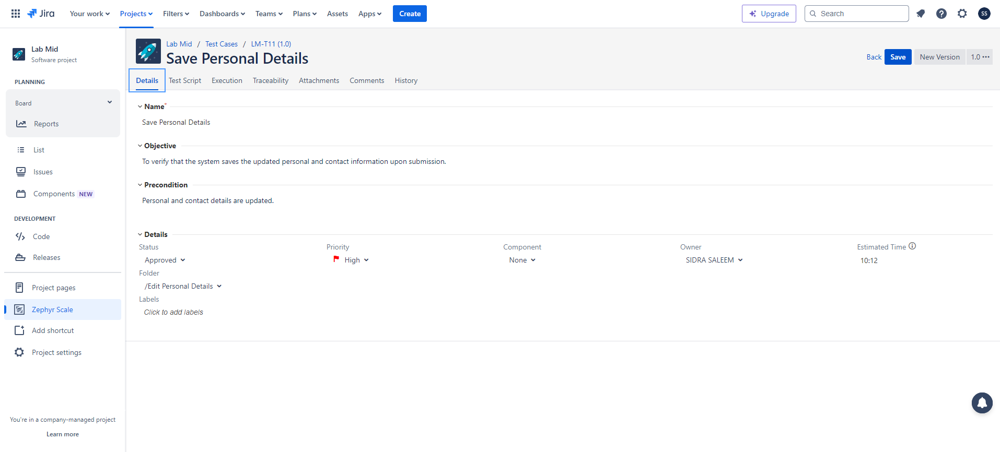 Jira Your work Projects Filters Dashboards Teams Plans Assets Apps Create Upgrade Search SS
Lab Mid
Software project
PLANNING
Board
Reports
List
Issues
Components NEW
DEVELOPMENT
Code
Releases
Project pages
Zephyr Scale
Add shortcut
Project settings
You're in a company-managed project
Learn more
Lab Mid / Test Cases / LM-T11 (1.0)
Save Personal Details
Back Save New Version 1.0 ···
Details Test Script Execution Traceability Attachments Comments History
Name*
Save Personal Details
Objective
To verify that the system saves the updated personal and contact information upon submission.
Precondition
Personal and contact details are updated.
Details
Status Priority Component Owner Estimated Time
Approved High None SIDRA SALEEM 10:12
Folder
/Edit Personal Details
Labels
Click to add labels